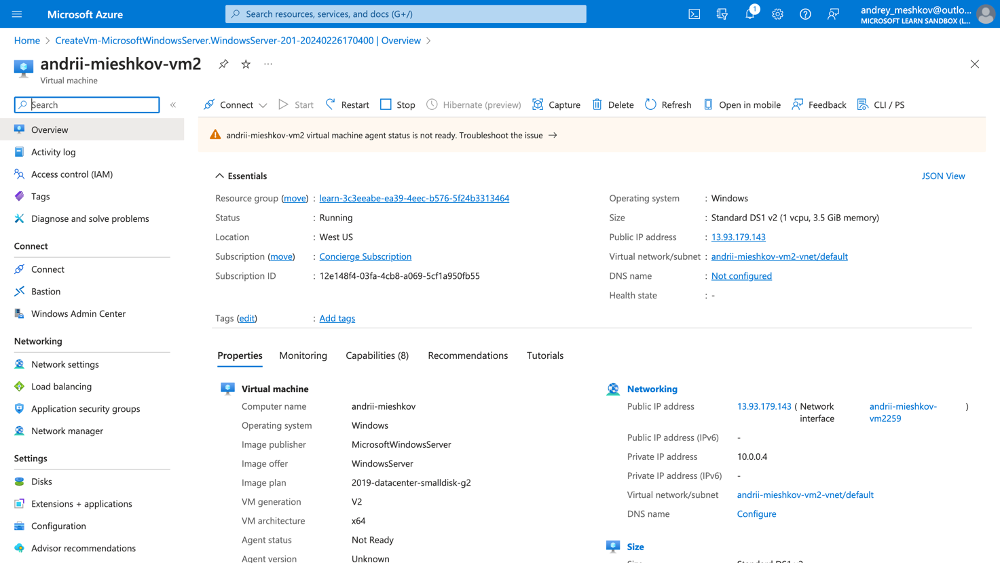 Microsoft Azure
Search resources, services, and docs (G+/)
1
andrey_meshkov@outlo...
MICROSOFT LEARN SANDBOX (L...
Home > CreateVm-MicrosoftWindowsServer.WindowsServer-201-20240226170400 | Overview >
andrii-mieshkov-vm2
Virtual machine
Search
Connect
Start
Restart
Stop
Hibernate (preview)
Capture
Delete
Refresh
Open in mobile
Feedback
CLI / PS
Overview
Activity log
Access control (IAM)
Tags
Diagnose and solve problems
Connect
Connect
Bastion
Windows Admin Center
Networking
Network settings
Load balancing
Application security groups
Network manager
Settings
Disks
Extensions + applications
Configuration
Advisor recommendations
andrii-mieshkov-vm2 virtual machine agent status is not ready. Troubleshoot the issue →
Essentials
JSON View
Resource group (move) : learn-3c3eeabe-ea39-4eec-b576-5f24b3313464
Status : Running
Location : West US
Subscription (move) : Concierge Subscription
Subscription ID : 12e148f4-03fa-4cb8-a069-5cf1a950fb55
Operating system : Windows
Size : Standard DS1 v2 (1 vcpu, 3.5 GiB memory)
Public IP address : 13.93.179.143
Virtual network/subnet : andrii-mieshkov-vm2-vnet/default
DNS name : Not configured
Health state : -
Tags (edit) : Add tags
Properties
Monitoring
Capabilities (8)
Recommendations
Tutorials
Virtual machine
Computer name andrii-mieshkov
Operating system Windows
Image publisher MicrosoftWindowsServer
Image offer WindowsServer
Image plan 2019-datacenter-smalldisk-g2
VM generation V2
VM architecture x64
Agent status Not Ready
Agent version Unknown
Networking
Public IP address 13.93.179.143 ( Network interface andrii-mieshkov-vm2259 )
Public IP address (IPv6) -
Private IP address 10.0.0.4
Private IP address (IPv6) -
Virtual network/subnet andrii-mieshkov-vm2-vnet/default
DNS name Configure
Size
Size Standard DS1 v2